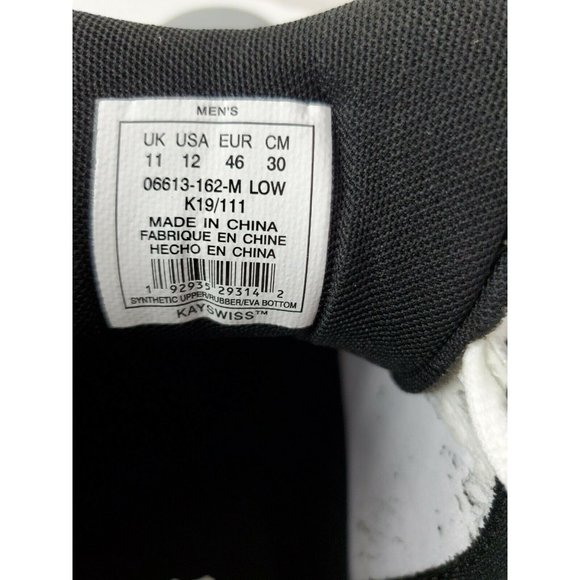 MEN'S
UK USA EUR CM
11 12 46 30
06613-162-M LOW
K19/111
MADE IN CHINA
FABRIQUE EN CHINE
HECHO EN CHINA
1 92935 29314 2
SYNTHETIC UPPER/RUBBER/EVA BOTTOM
KAYSWISS™